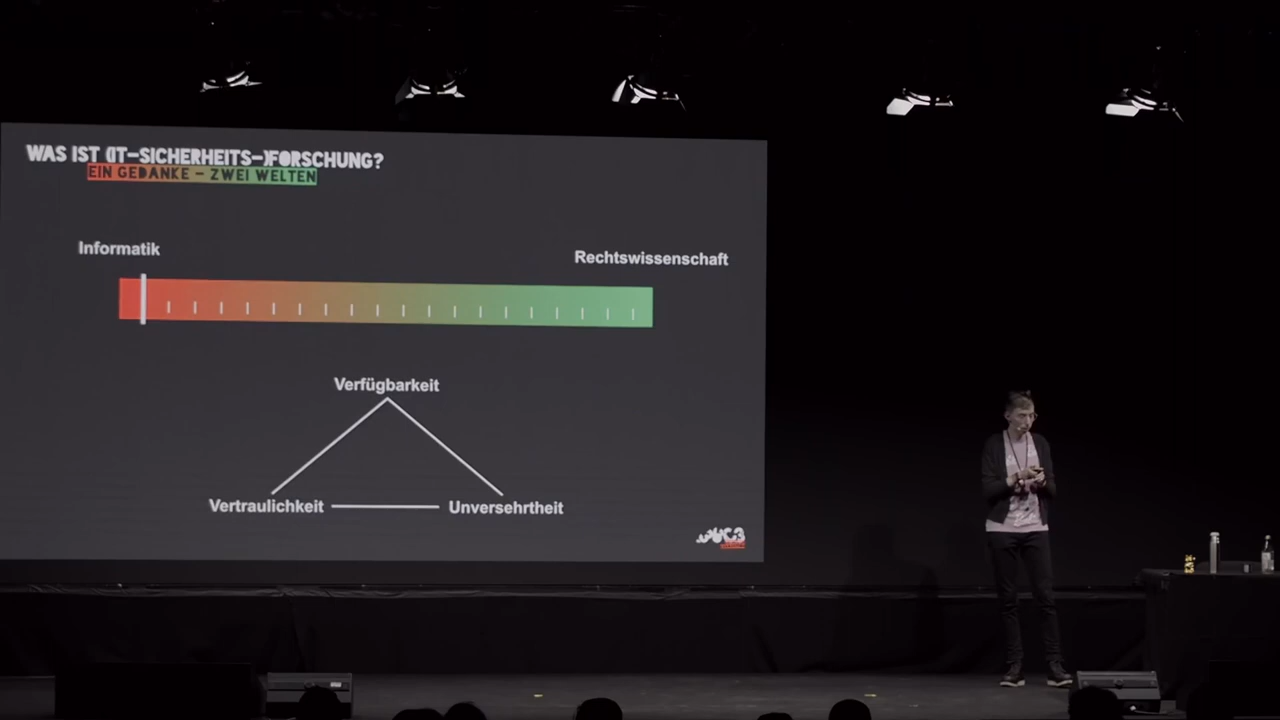 WAS IST (IT-SICHERHEITS-)FORSCHUNG?
EIN GEDANKE – ZWEI WELTEN
Informatik
Rechtswissenschaft
Verfügbarkeit
Vertraulichkeit
Unversehrtheit